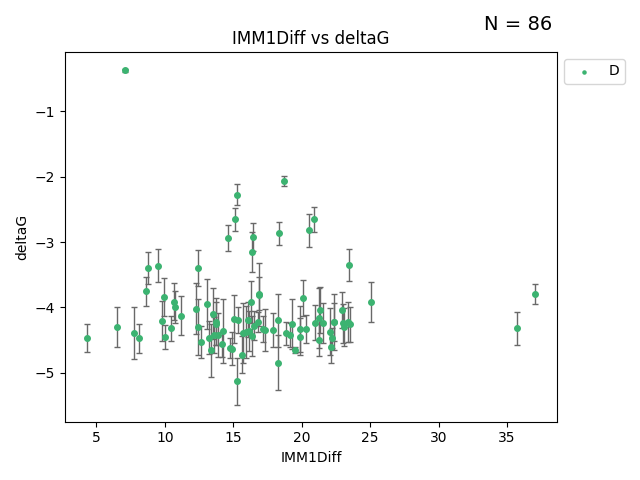 N = 86
IMM1Diff vs deltaG
D
deltaG
−1
−2
−3
−4
−5
5 10 15 20 25 30 35
IMM1Diff